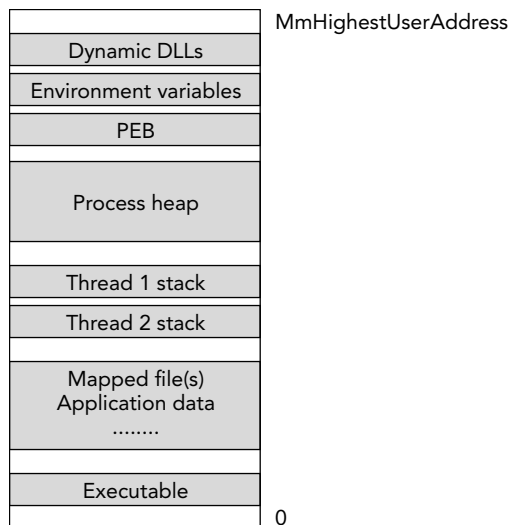 MmHighestUserAddress
Dynamic DLLs
Environment variables
PEB
Process heap
Thread 1 stack
Thread 2 stack
Mapped file(s)
Application data
........
Executable
0